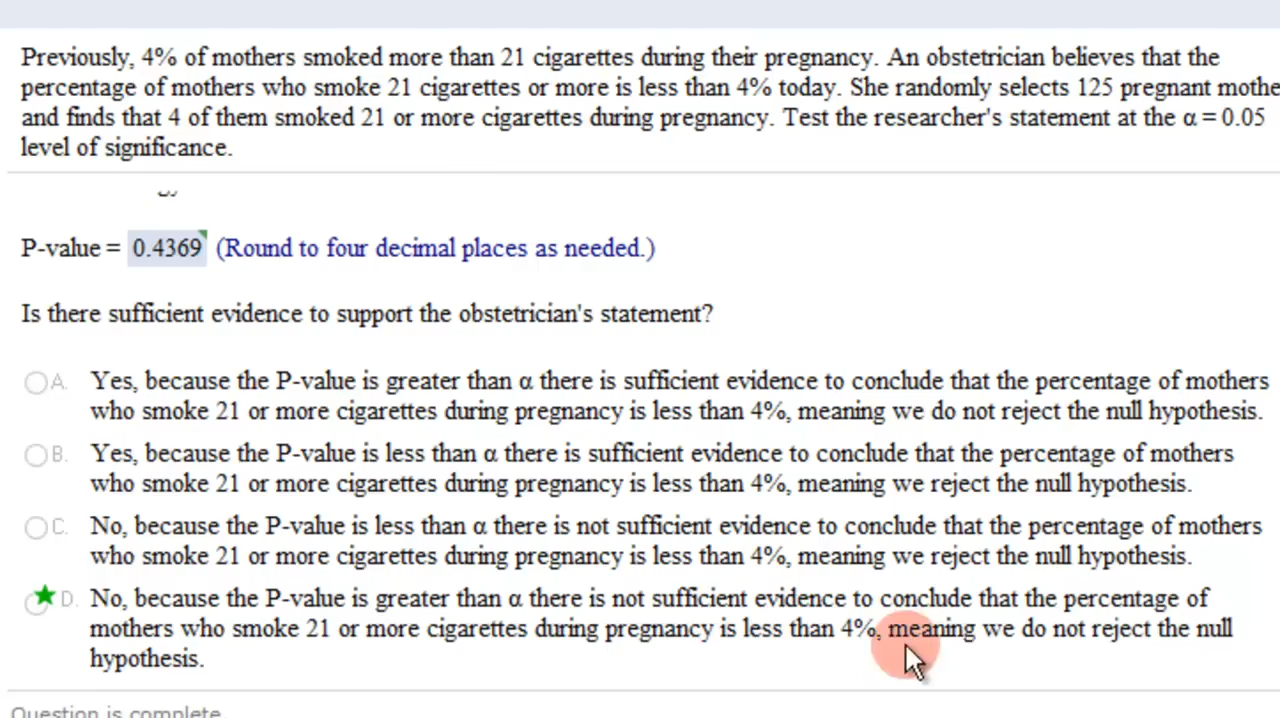 Previously, 4% of mothers smoked more than 21 cigarettes during their pregnancy. An obstetrician believes that the
percentage of mothers who smoke 21 cigarettes or more is less than 4% today. She randomly selects 125 pregnant mothe
and finds that 4 of them smoked 21 or more cigarettes during pregnancy. Test the researcher's statement at the α = 0.05
level of significance.
P-value = 0.4369 (Round to four decimal places as needed.)
Is there sufficient evidence to support the obstetrician's statement?
A. Yes, because the P-value is greater than α there is sufficient evidence to conclude that the percentage of mothers
who smoke 21 or more cigarettes during pregnancy is less than 4%, meaning we do not reject the null hypothesis.
B. Yes, because the P-value is less than α there is sufficient evidence to conclude that the percentage of mothers
who smoke 21 or more cigarettes during pregnancy is less than 4%, meaning we reject the null hypothesis.
C. No, because the P-value is less than α there is not sufficient evidence to conclude that the percentage of mothers
who smoke 21 or more cigarettes during pregnancy is less than 4%, meaning we reject the null hypothesis.
D. No, because the P-value is greater than α there is not sufficient evidence to conclude that the percentage of
mothers who smoke 21 or more cigarettes during pregnancy is less than 4%, meaning we do not reject the null
hypothesis.
Question is complete.